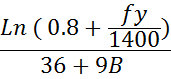 Ln ( 0.8 + fy/1400)
36 + 9B